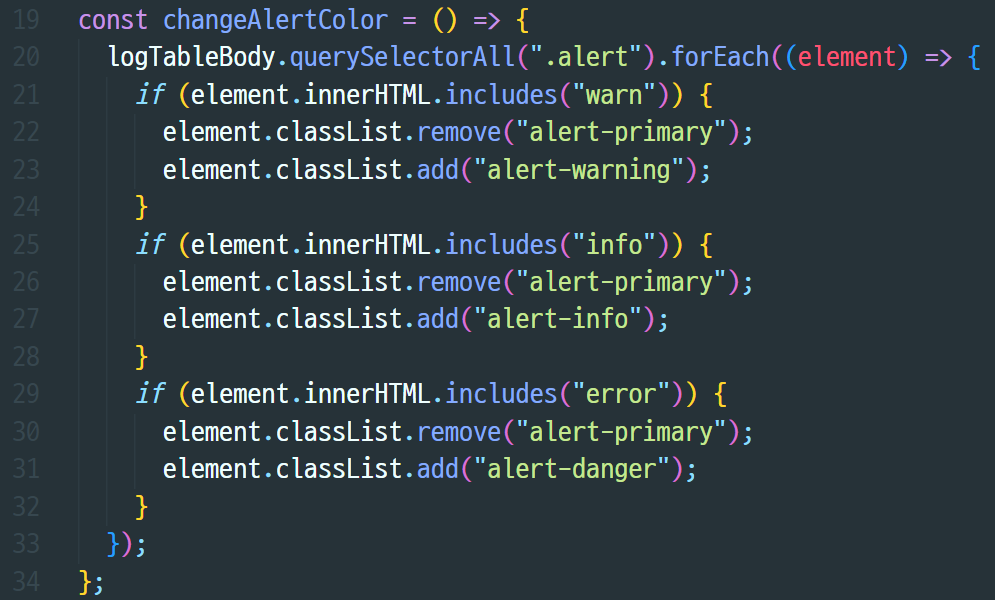 19 const changeAlertColor = () => {
20 logTableBody.querySelectorAll(".alert").forEach((element) => {
21 if (element.innerHTML.includes("warn")) {
22 element.classList.remove("alert-primary");
23 element.classList.add("alert-warning");
24 }
25 if (element.innerHTML.includes("info")) {
26 element.classList.remove("alert-primary");
27 element.classList.add("alert-info");
28 }
29 if (element.innerHTML.includes("error")) {
30 element.classList.remove("alert-primary");
31 element.classList.add("alert-danger");
32 }
33 });
34 };